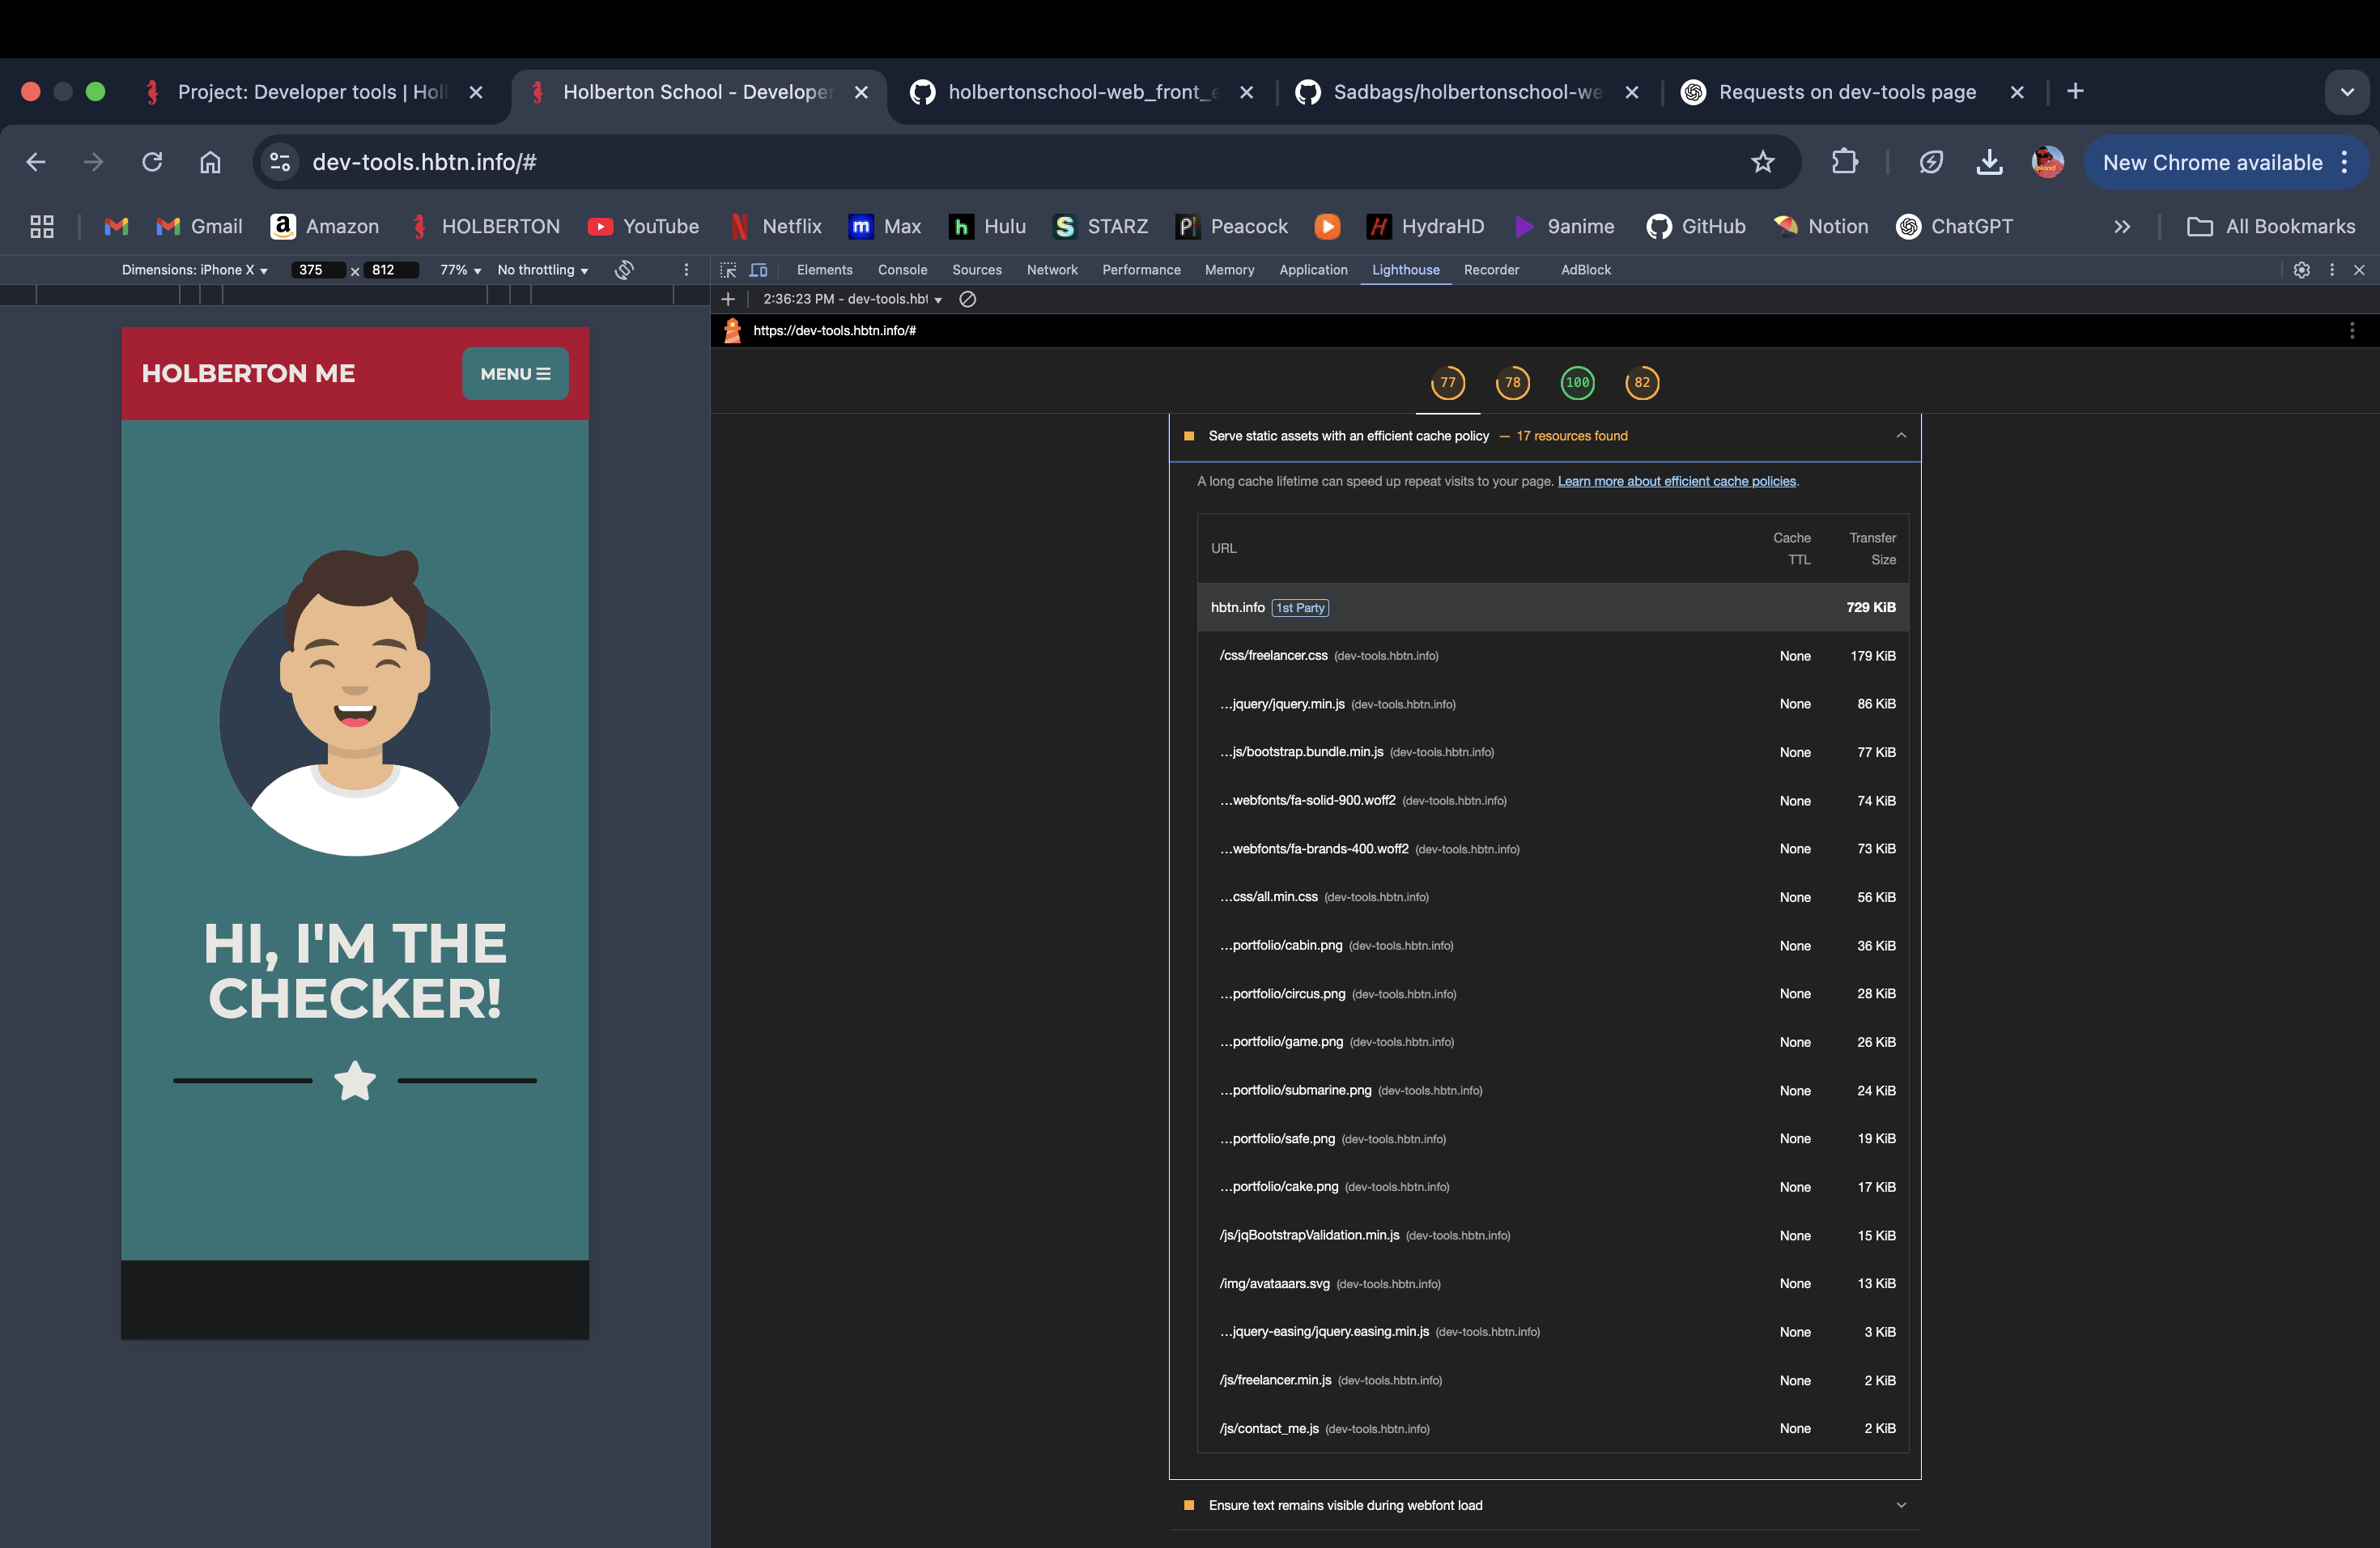 Project: Developer tools | Hol
Holberton School - Developer
holbertonschool-web_front_e
Sadbags/holbertonschool-we
Requests on dev-tools page
dev-tools.hbtn.info/#
New Chrome available
Gmail
Amazon
HOLBERTON
YouTube
Netflix
Max
Hulu
STARZ
Peacock
HydraHD
9anime
GitHub
Notion
ChatGPT
All Bookmarks
Dimensions: iPhone X 375 x 812 77% No throttling
Elements Console Sources Network Performance Memory Application Lighthouse Recorder AdBlock
2:36:23 PM - dev-tools.hbt
https://dev-tools.hbtn.info/#
HOLBERTON ME
MENU
HI, I'M THE
CHECKER!
77 78 100 82
Serve static assets with an efficient cache policy — 17 resources found
A long cache lifetime can speed up repeat visits to your page. Learn more about efficient cache policies.
URL Cache TTL Transfer Size
hbtn.info 1st Party 729 KiB
/css/freelancer.css (dev-tools.hbtn.info) None 179 KiB
…jquery/jquery.min.js (dev-tools.hbtn.info) None 86 KiB
…js/bootstrap.bundle.min.js (dev-tools.hbtn.info) None 77 KiB
…webfonts/fa-solid-900.woff2 (dev-tools.hbtn.info) None 74 KiB
…webfonts/fa-brands-400.woff2 (dev-tools.hbtn.info) None 73 KiB
…css/all.min.css (dev-tools.hbtn.info) None 56 KiB
…portfolio/cabin.png (dev-tools.hbtn.info) None 36 KiB
…portfolio/circus.png (dev-tools.hbtn.info) None 28 KiB
…portfolio/game.png (dev-tools.hbtn.info) None 26 KiB
…portfolio/submarine.png (dev-tools.hbtn.info) None 24 KiB
…portfolio/safe.png (dev-tools.hbtn.info) None 19 KiB
…portfolio/cake.png (dev-tools.hbtn.info) None 17 KiB
/js/jqBootstrapValidation.min.js (dev-tools.hbtn.info) None 15 KiB
/img/avataaars.svg (dev-tools.hbtn.info) None 13 KiB
…jquery-easing/jquery.easing.min.js (dev-tools.hbtn.info) None 3 KiB
/js/freelancer.min.js (dev-tools.hbtn.info) None 2 KiB
/js/contact_me.js (dev-tools.hbtn.info) None 2 KiB
Ensure text remains visible during webfont load